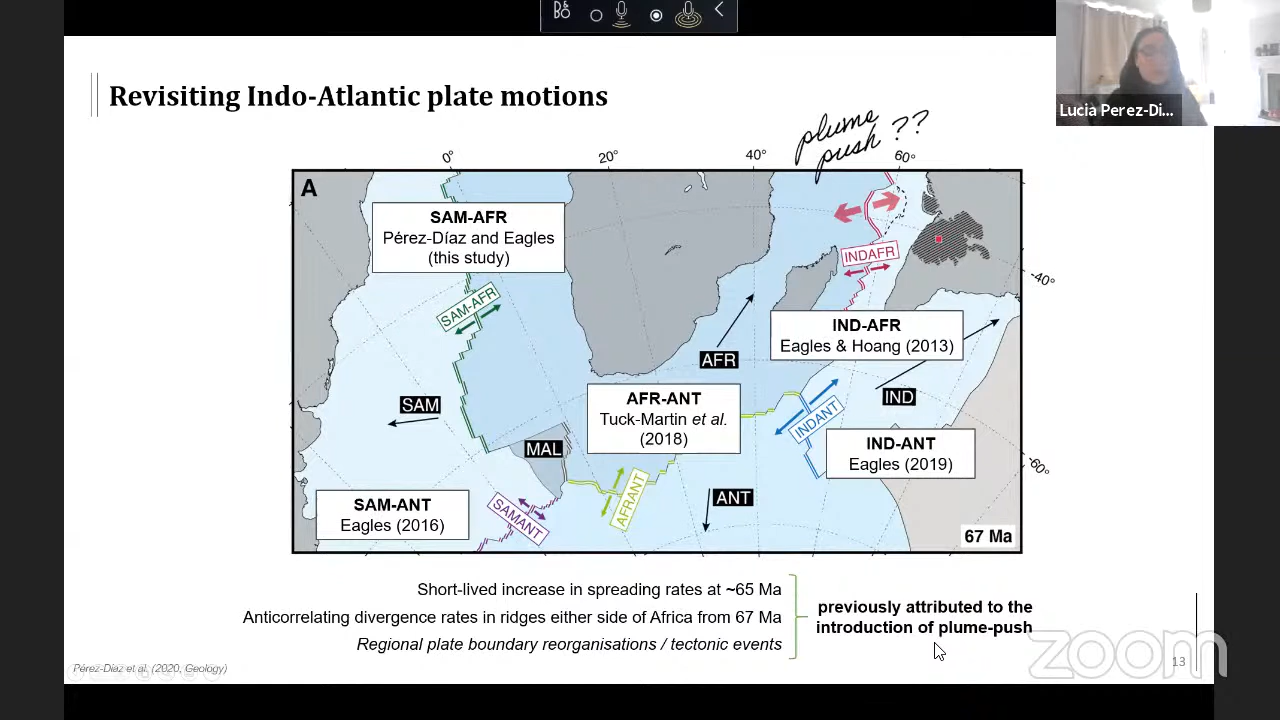 Lucia Perez-Di...
Revisiting Indo-Atlantic plate motions
plume
push ??
0°
20°
40°
60°
A
SAM-AFR
Pérez-Díaz and Eagles
(this study)
INDAFR
-40°
SAM-AFR
IND-AFR
Eagles & Hoang (2013)
AFR
AFR-ANT
Tuck-Martin et al.
(2018)
SAM
IND
INDANT
MAL
IND-ANT
Eagles (2019)
-60°
SAM-ANT
Eagles (2016)
SAMANT
AFRANT
ANT
67 Ma
Short-lived increase in spreading rates at ~65 Ma
Anticorrelating divergence rates in ridges either side of Africa from 67 Ma
Regional plate boundary reorganisations / tectonic events
previously attributed to the
introduction of plume-push
Pérez-Díaz et al. (2020, Geology)
13
zoom